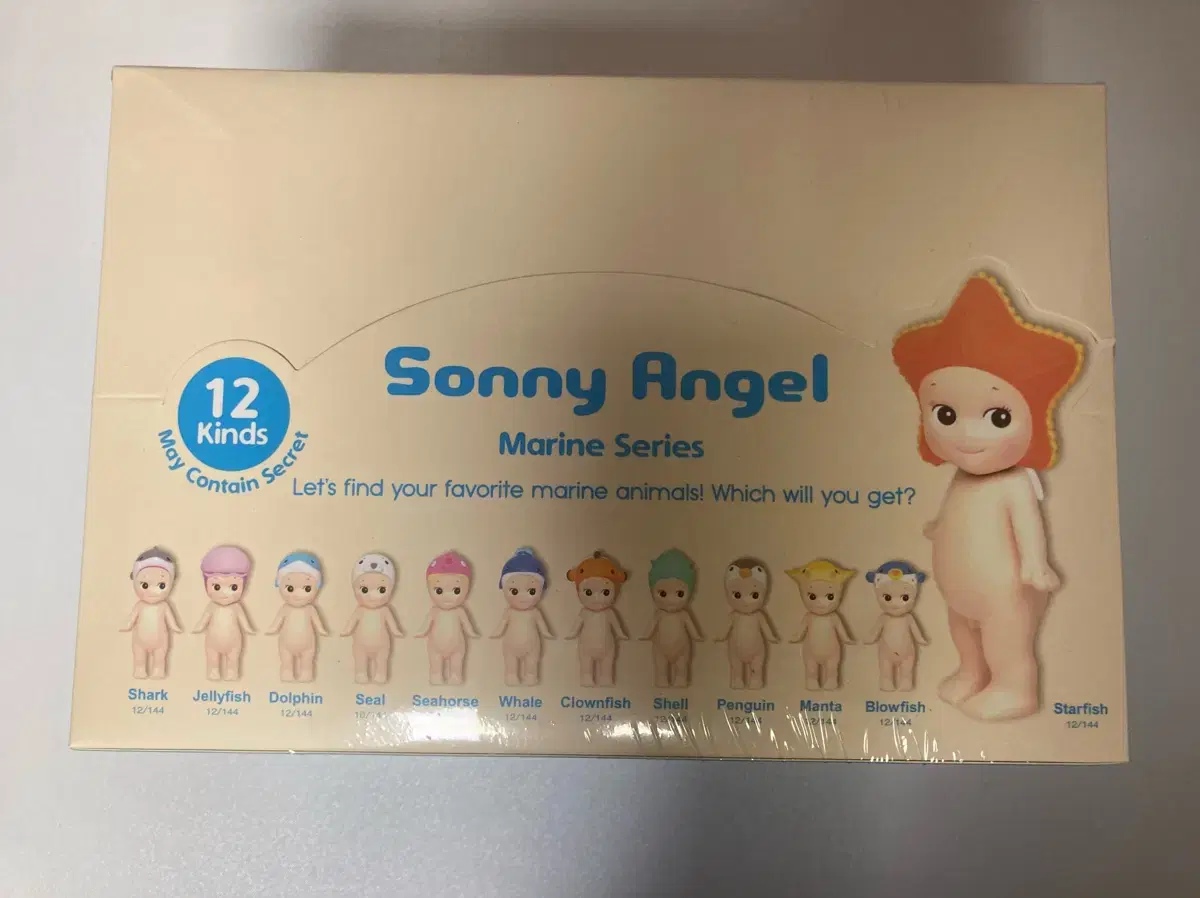 12
Kinds
May Contain Secret
Sonny Angel
Marine Series
Let's find your favorite marine animals! Which will you get?
Shark
12/144
Jellyfish
12/144
Dolphin
12/144
Seal
Seahorse
Whale
12/144
Clownfish
12/144
Shell
Penguin
Manta
12/144
Blowfish
Starfish
12/144